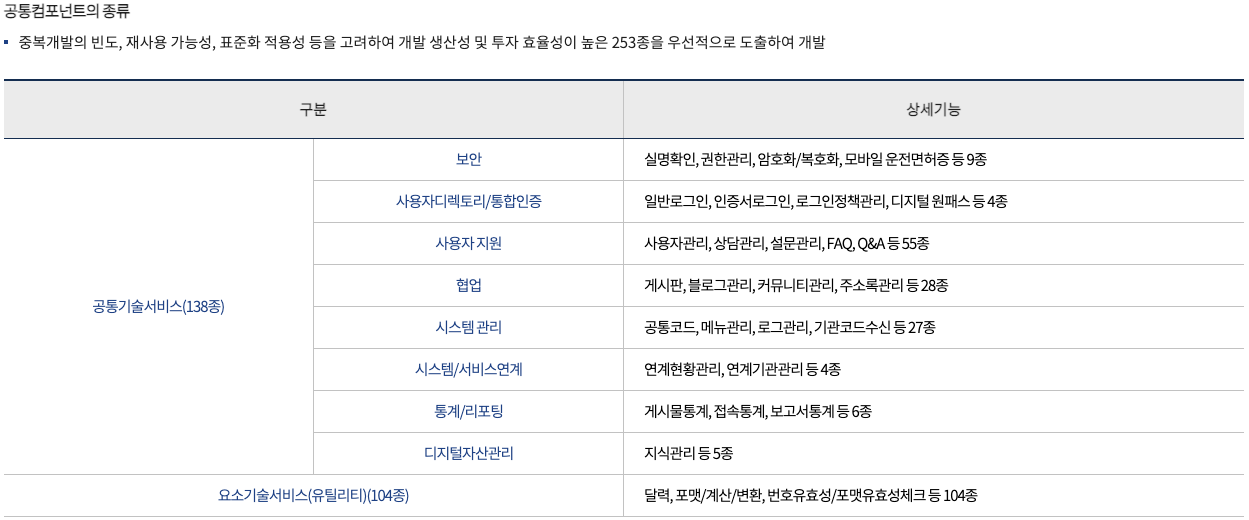 공통컴포넌트의 종류
중복개발의 빈도, 재사용 가능성, 표준화 적용성 등을 고려하여 개발 생산성 및 투자 효율성이 높은 253종을 우선적으로 도출하여 개발
구분 상세기능
공통기술서비스(138종)
보안 실명확인, 권한관리, 암호화/복호화, 모바일 운전면허증 등 9종
사용자디렉토리/통합인증 일반로그인, 인증서로그인, 로그인정책관리, 디지털 원패스 등 4종
사용자 지원 사용자관리, 상담관리, 설문관리, FAQ, Q&A 등 55종
협업 게시판, 블로그관리, 커뮤니티관리, 주소록관리 등 28종
시스템 관리 공통코드, 메뉴관리, 로그관리, 기관코드수신 등 27종
시스템/서비스연계 연계현황관리, 연계기관관리 등 4종
통계/리포팅 게시물통계, 접속통계, 보고서통계 등 6종
디지털자산관리 지식관리 등 5종
요소기술서비스(유틸리티)(104종) 달력, 포맷/계산/변환, 번호유효성/포맷유효성체크 등 104종